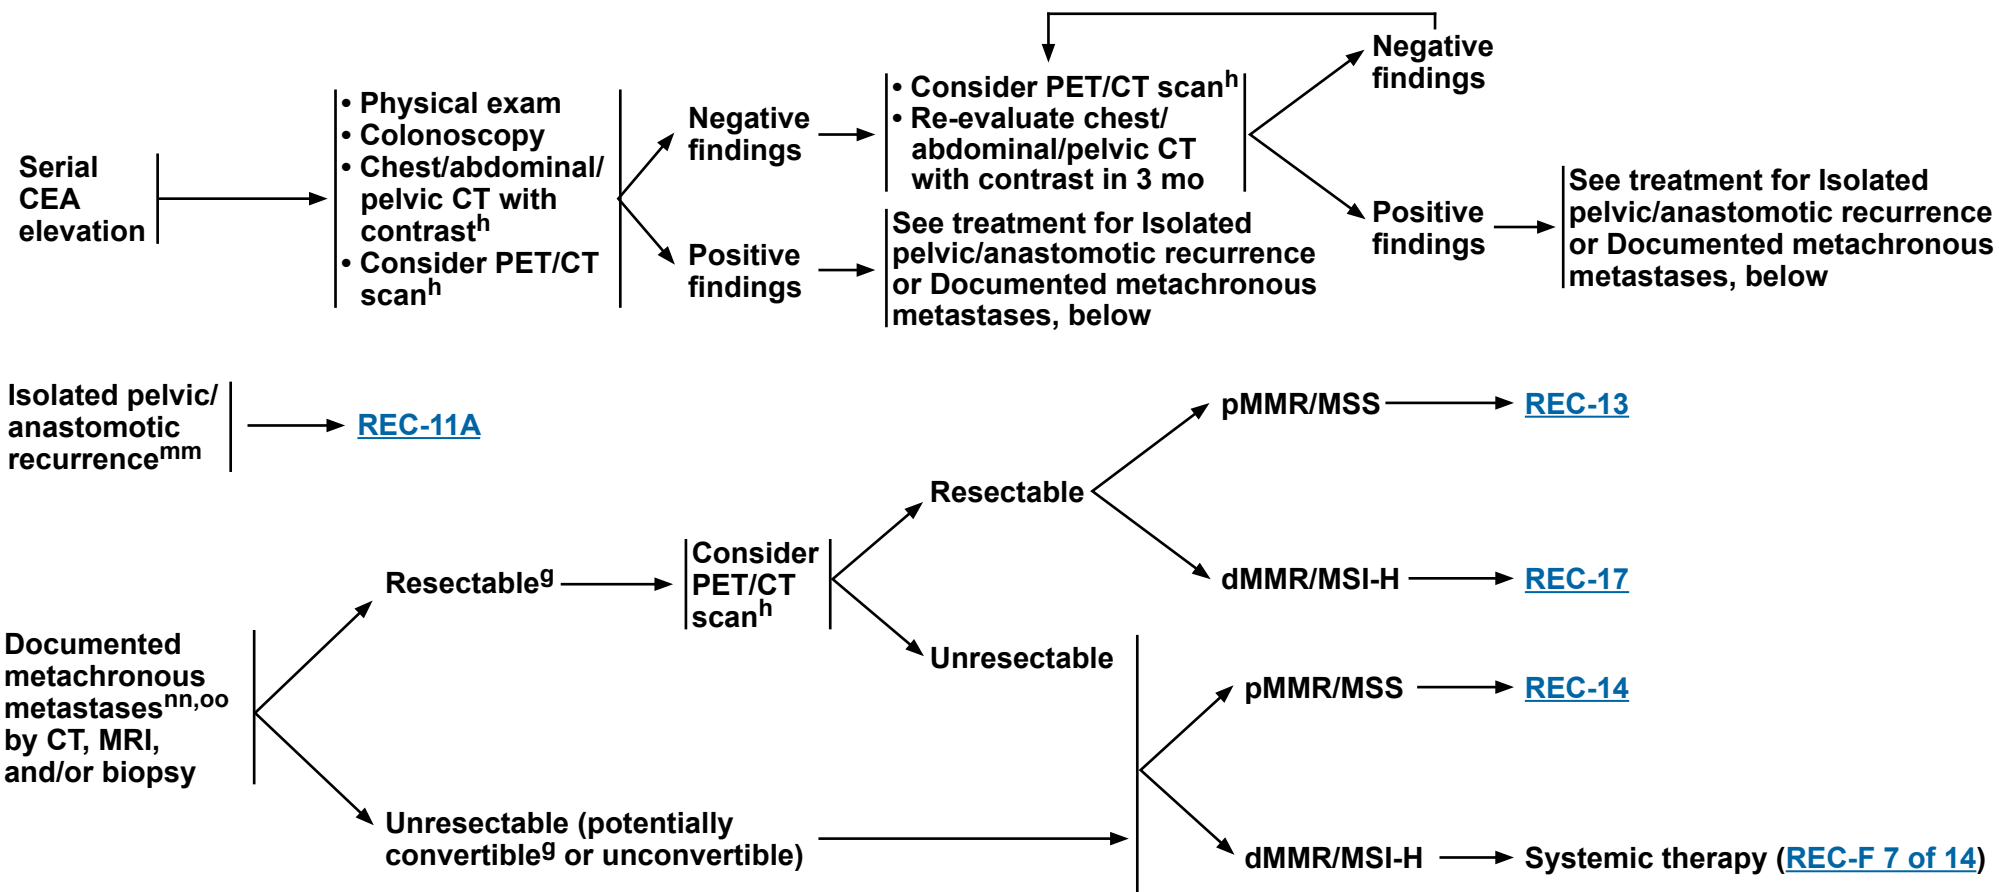 Serial
CEA
elevation
• Physical exam
• Colonoscopy
• Chest/abdominal/
pelvic CT with
contrasth
• Consider PET/CT
scanh
Negative
findings
• Consider PET/CT scanh
• Re-evaluate chest/
abdominal/pelvic CT
with contrast in 3 mo
Negative
findings
Positive
findings
See treatment for Isolated
pelvic/anastomotic recurrence
or Documented metachronous
metastases, below
Positive
findings
See treatment for Isolated
pelvic/anastomotic recurrence
or Documented metachronous
metastases, below
Isolated pelvic/
anastomotic
recurrencemm
REC-11A
Documented
metachronous
metastasesnn,oo
by CT, MRI,
and/or biopsy
Resectableg
Consider
PET/CT
scanh
Resectable
pMMR/MSS
REC-13
dMMR/MSI-H
REC-17
Unresectable
Unresectable (potentially
convertibleg or unconvertible)
pMMR/MSS
REC-14
dMMR/MSI-H
Systemic therapy (REC-F 7 of 14)